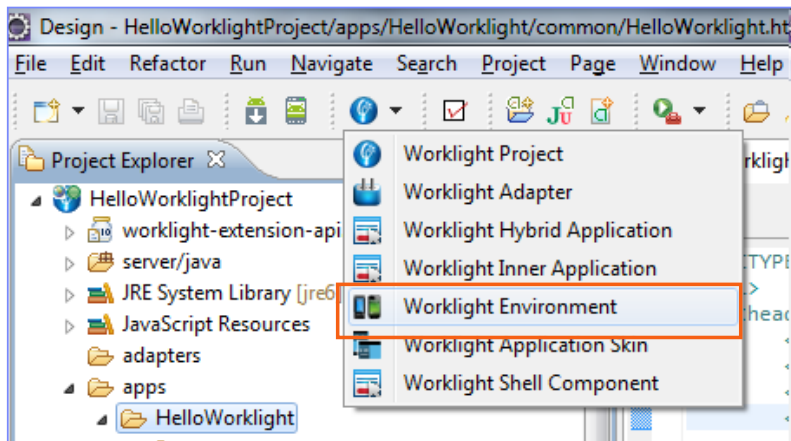 Design - HelloWorklightProject/apps/HelloWorklight/common/HelloWorklight.ht
File Edit Refactor Run Navigate Search Project Page Window Help
Project Explorer
HelloWorklightProject
worklight-extension-api
server/java
JRE System Library [jre6]
JavaScript Resources
adapters
apps
HelloWorklight
Worklight Project
Worklight Adapter
Worklight Hybrid Application
Worklight Inner Application
Worklight Environment
Worklight Application Skin
Worklight Shell Component